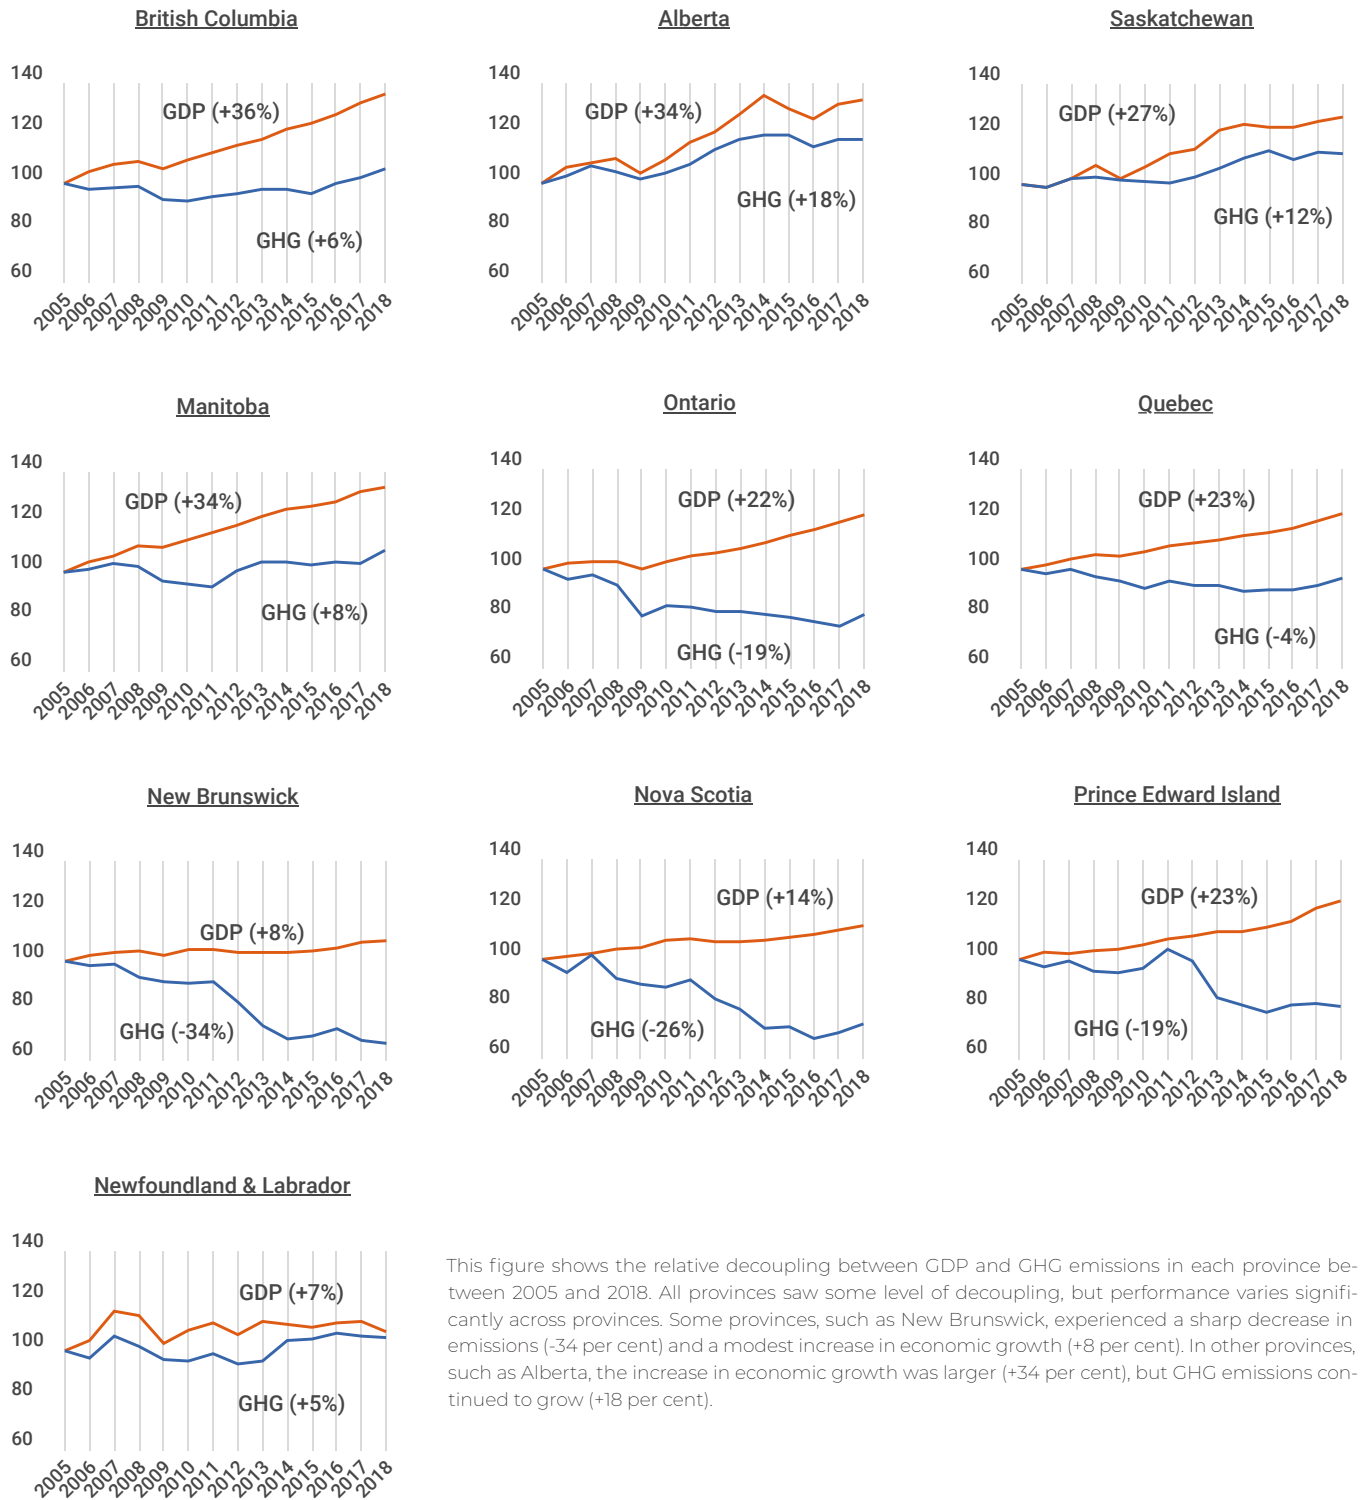 British Columbia
140
120
100
80
60
GDP (+36%)
GHG (+6%)
2005 2006 2007 2008 2009 2010 2011 2012 2013 2014 2015 2016 2017 2018
Alberta
140
120
100
80
60
GDP (+34%)
GHG (+18%)
2005 2006 2007 2008 2009 2010 2011 2012 2013 2014 2015 2016 2017 2018
Saskatchewan
140
120
100
80
60
GDP (+27%)
GHG (+12%)
2005 2006 2007 2008 2009 2010 2011 2012 2013 2014 2015 2016 2017 2018
Manitoba
140
120
100
80
60
GDP (+34%)
GHG (+8%)
2005 2006 2007 2008 2009 2010 2011 2012 2013 2014 2015 2016 2017 2018
Ontario
140
120
100
80
60
GDP (+22%)
GHG (-19%)
2005 2006 2007 2008 2009 2010 2011 2012 2013 2014 2015 2016 2017 2018
Quebec
140
120
100
80
60
GDP (+23%)
GHG (-4%)
2005 2006 2007 2008 2009 2010 2011 2012 2013 2014 2015 2016 2017 2018
New Brunswick
140
120
100
80
60
GDP (+8%)
GHG (-34%)
2005 2006 2007 2008 2009 2010 2011 2012 2013 2014 2015 2016 2017 2018
Nova Scotia
140
120
100
80
60
GDP (+14%)
GHG (-26%)
2005 2006 2007 2008 2009 2010 2011 2012 2013 2014 2015 2016 2017 2018
Prince Edward Island
140
120
100
80
60
GDP (+23%)
GHG (-19%)
2005 2006 2007 2008 2009 2010 2011 2012 2013 2014 2015 2016 2017 2018
Newfoundland & Labrador
140
120
100
80
60
GDP (+7%)
GHG (+5%)
2005 2006 2007 2008 2009 2010 2011 2012 2013 2014 2015 2016 2017 2018
This figure shows the relative decoupling between GDP and GHG emissions in each province be-
tween 2005 and 2018. All provinces saw some level of decoupling, but performance varies signifi-
cantly across provinces. Some provinces, such as New Brunswick, experienced a sharp decrease in
emissions (-34 per cent) and a modest increase in economic growth (+8 per cent). In other provinces,
such as Alberta, the increase in economic growth was larger (+34 per cent), but GHG emissions con-
tinued to grow (+18 per cent).